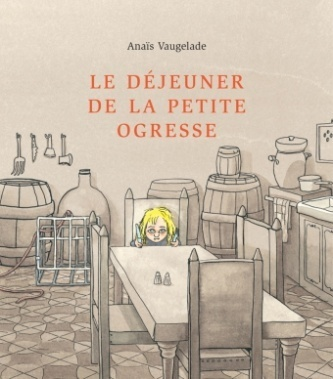 Anaïs Vaugelade
LE DÉJEUNER
DE LA PETITE
OGRESSE